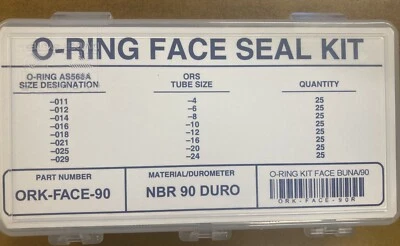 O-RING FACE SEAL KIT
O-RING AS568A ORS QUANTITY
SIZE DESIGNATION TUBE SIZE
-011 -4 25
-012 -6 25
-014 -8 25
-016 -10 25
-018 -12 25
-021 -16 25
-025 -20 25
-029 -24 25
PART NUMBER MATERIAL/DUROMETER O-RING KIT FACE BUNA/90
ORK-FACE-90 NBR 90 DURO
ORK-FACE-90R